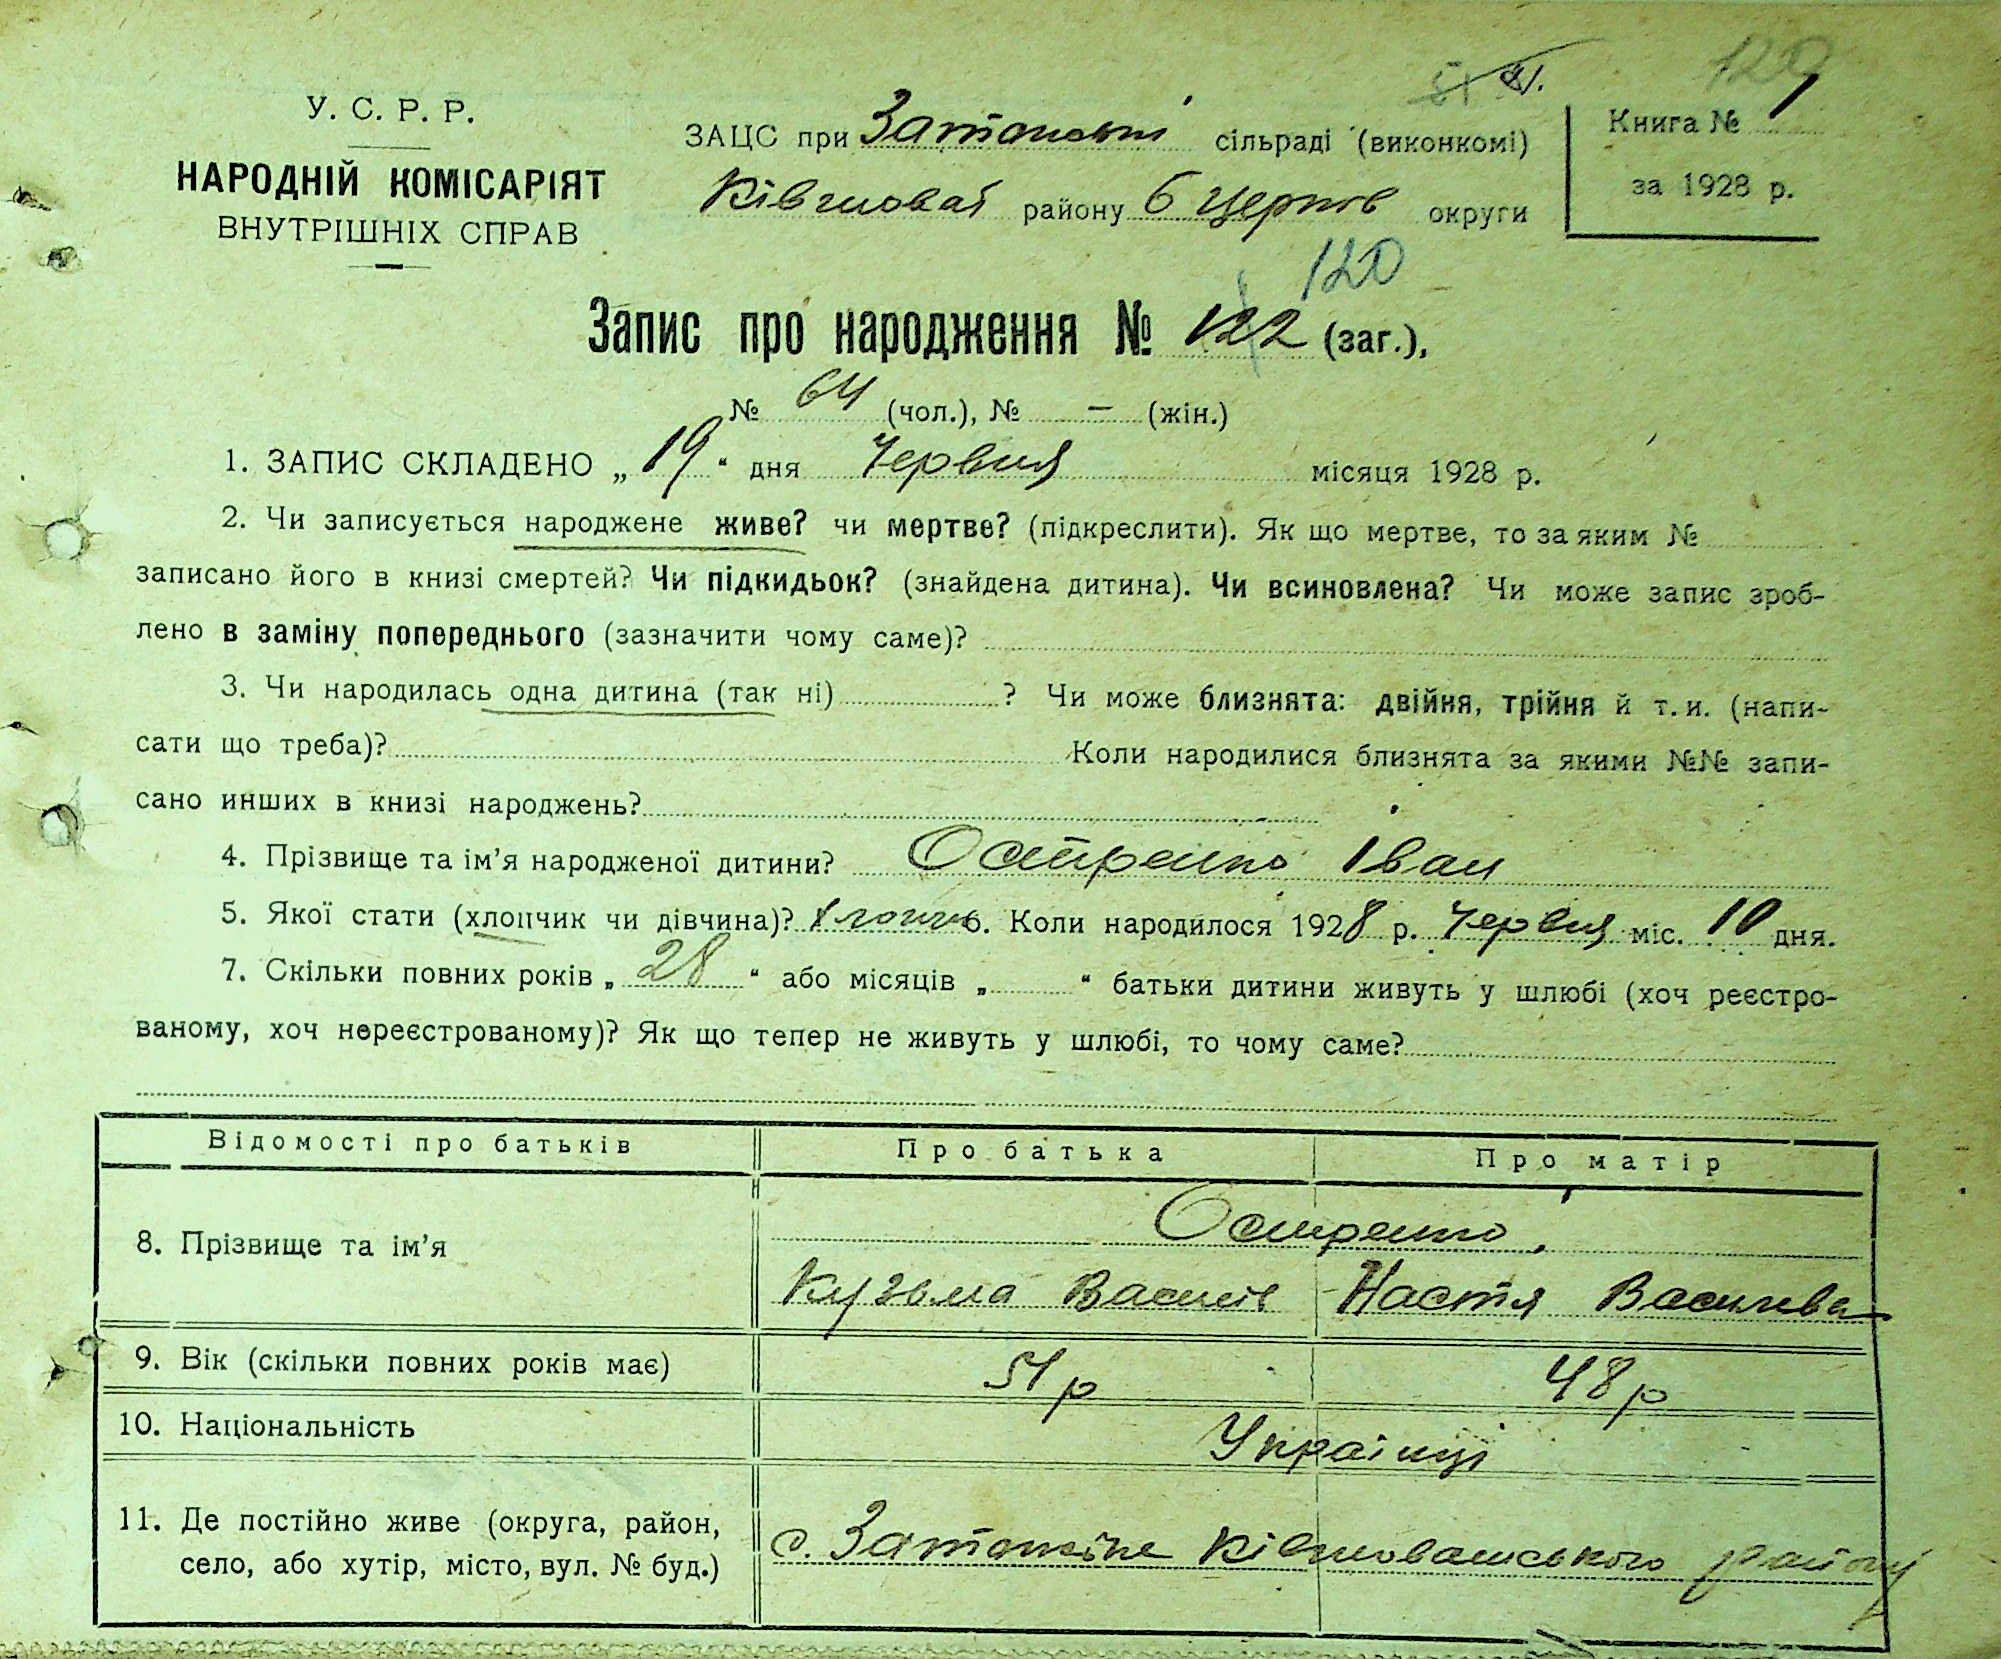 120
У. С. Р. Р.
НАРОДНІЙ КОМІСАРІЯТ
ВНУТРІШНІХ СПРАВ
ЗАЦС при сільраді (виконкомі)
району Б Церков округи
Книга № 1
за 1928 р.
120
Запис про народження № 122 (заг.),
№ 64 (чол.), № — (жін.)
1. ЗАПИС СКЛАДЕНО „ 19 “ дня Червня місяця 1928 р.
2. Чи записується народжене живе? чи мертве? (підкреслити). Як що мертве, то за яким №
записано його в книзі смертей? Чи підкидьок? (знайдена дитина). Чи всиновлена? Чи може запис зроб-
лено в заміну попереднього (зазначити чому саме)?
3. Чи народилась одна дитина (так ні) ? Чи може близнята: двійня, трійня й т. и. (напи-
сати що треба)? Коли народилися близнята за якими №№ запи-
сано инших в книзі народжень?
4. Прізвище та ім’я народженої дитини? Остренко Іван
5. Якої стати (хлопчик чи дівчина)? 6. Коли народилося 1928 р. Червня міс. 10 дня.
7. Скільки повних років „ 28 “ або місяців „ “ батьки дитини живуть у шлюбі (хоч реєстро-
ваному, хоч нереєстрованому)? Як що тепер не живуть у шлюбі, то чому саме?
Відомості про батьків Про батька Про матір
8. Прізвище та ім’я Остренко
Кузьма Василів Настя Василева
9. Вік (скільки повних років має) 51 р 48 р
10. Національність Українці
11. Де постійно живе (округа, район,
село, або хутір, місто, вул. № буд.)
с. району